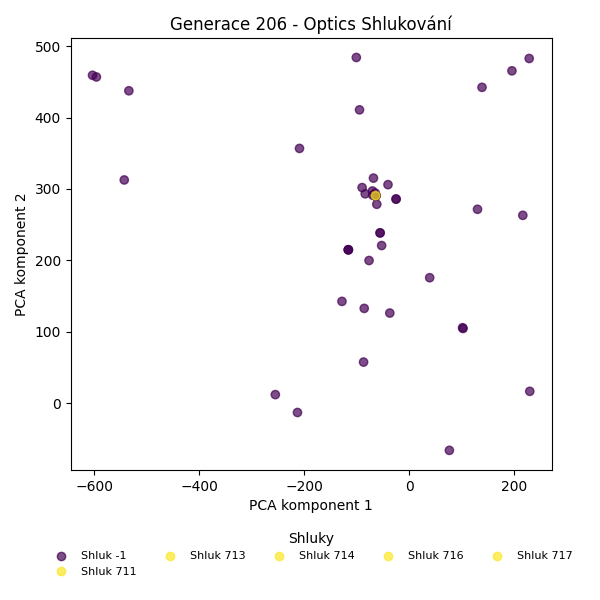 Generace 206 - Optics Shlukování
500
400
300
200
100
0
PCA komponent 2
−600 −400 −200 0 200
PCA komponent 1
Shluky
Shluk -1 Shluk 713 Shluk 714 Shluk 716 Shluk 717
Shluk 711